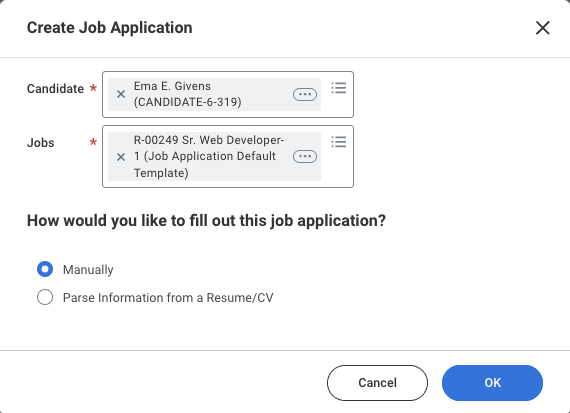 Create Job Application
Candidate *
Ema E. Givens
(CANDIDATE-6-319)
Jobs *
R-00249 Sr. Web Developer-
1 (Job Application Default
Template)
How would you like to fill out this job application?
Manually
Parse Information from a Resume/CV
Cancel
OK